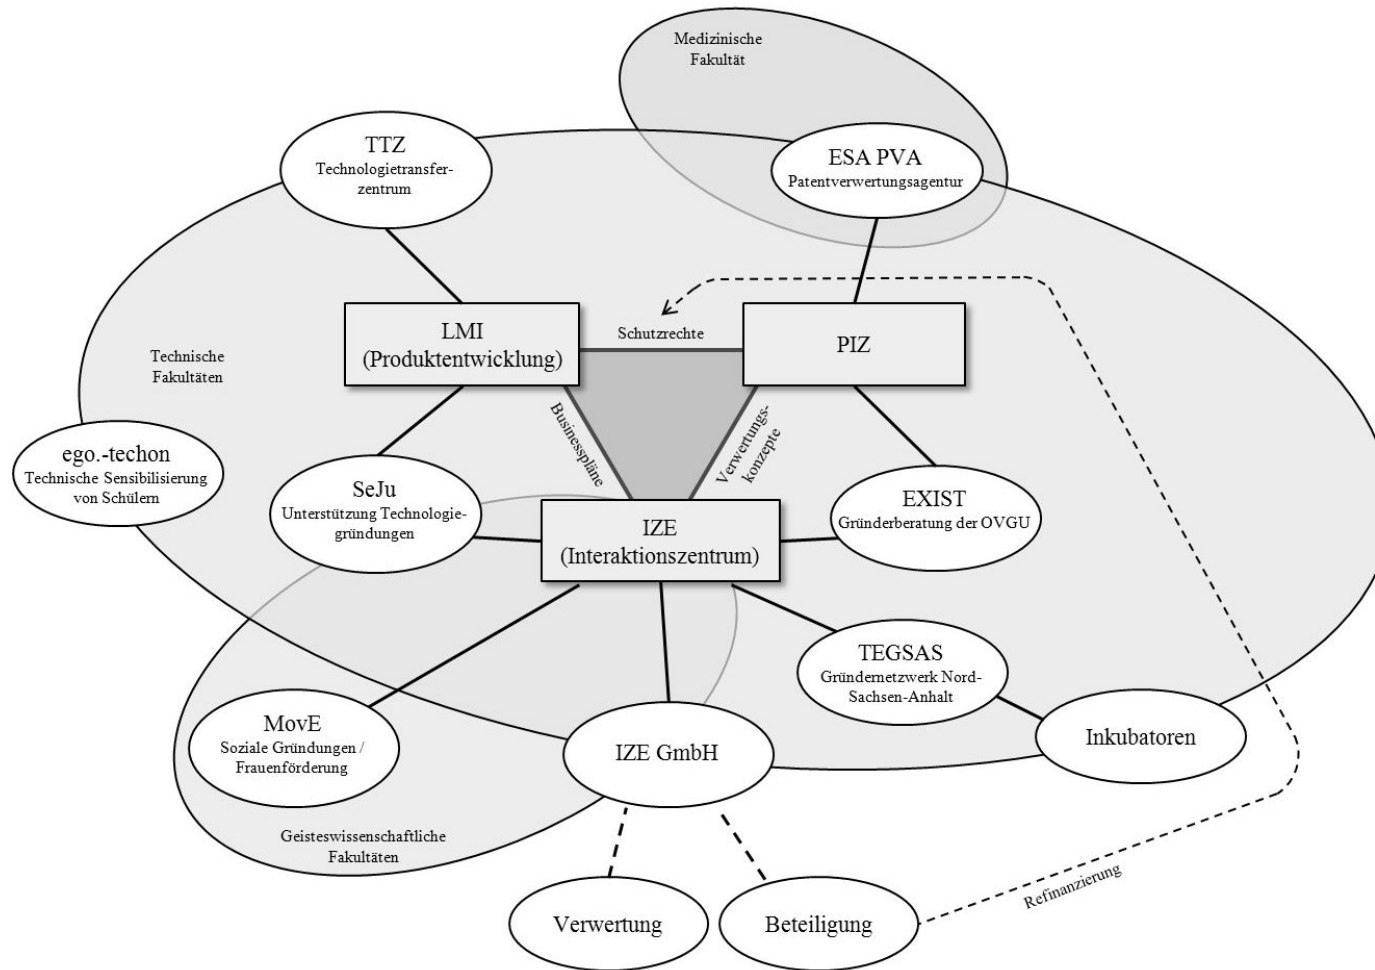 Medizinische
Fakultät
TTZ
Technologietransfer-
zentrum
ESA PVA
Patentverwertungsagentur
LMI
(Produktentwicklung)
Schutzrechte
PIZ
Technische
Fakultäten
Businesspläne
Verwertungs-
konzepte
ego.-techon
Technische Sensibilisierung
von Schülern
SeJu
Unterstützung Technologie-
gründungen
IZE
(Interaktionszentrum)
EXIST
Gründerberatung der OVGU
TEGSAS
Gründernetzwerk Nord-
Sachsen-Anhalt
MovE
Soziale Gründungen /
Frauenförderung
IZE GmbH
Inkubatoren
Geisteswissenschaftliche
Fakultäten
Verwertung
Beteiligung
Refinanzierung